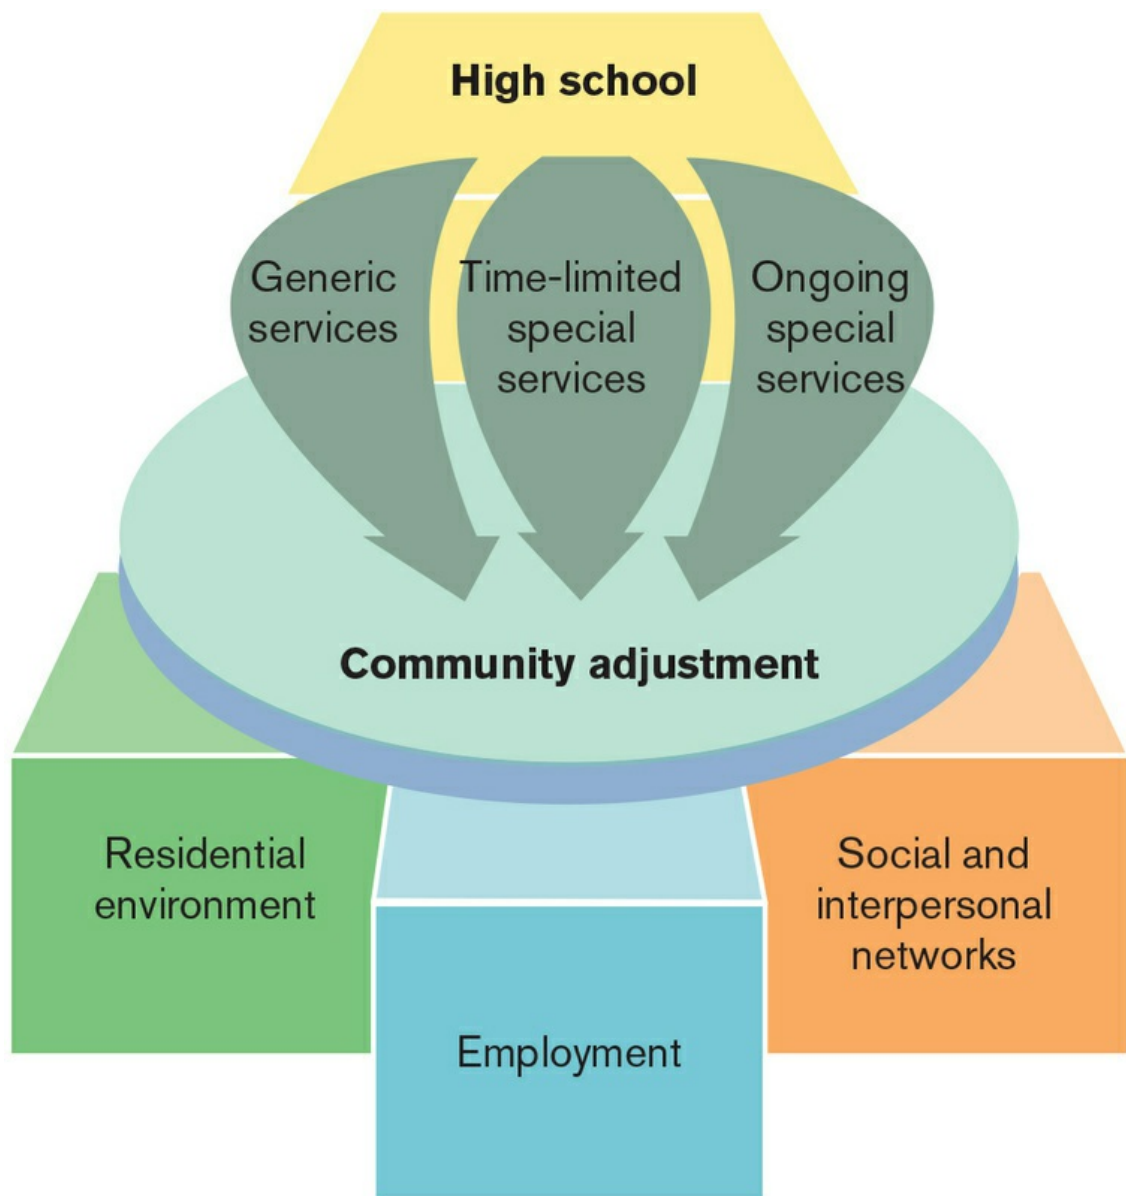 High school
Generic
services
Time-limited
special
services
Ongoing
special
services
Community adjustment
Residential
environment
Employment
Social and
interpersonal
networks